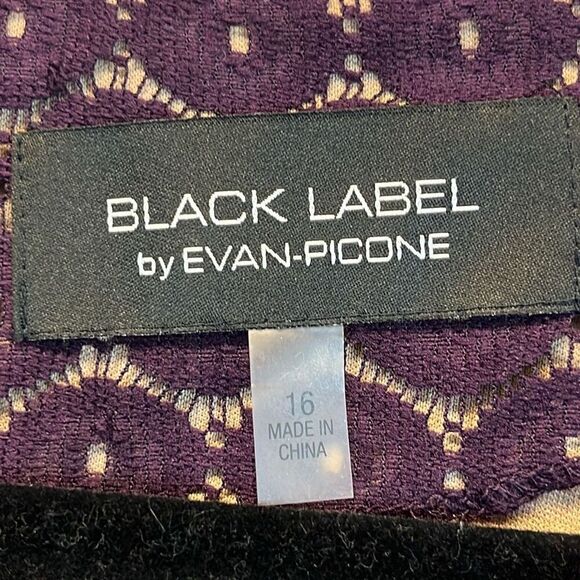 BLACK LABEL
by EVAN-PICONE
16
MADE IN
CHINA